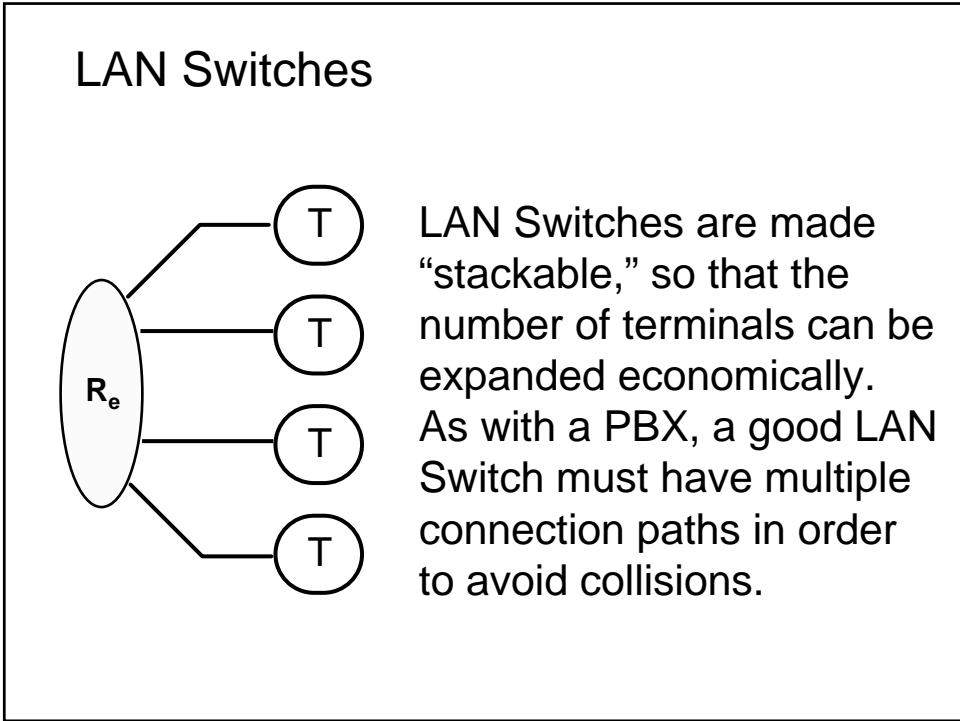 LAN Switches
T
T
T
T
R_e
LAN Switches are made
“stackable,” so that the
number of terminals can be
expanded economically.
As with a PBX, a good LAN
Switch must have multiple
connection paths in order
to avoid collisions.